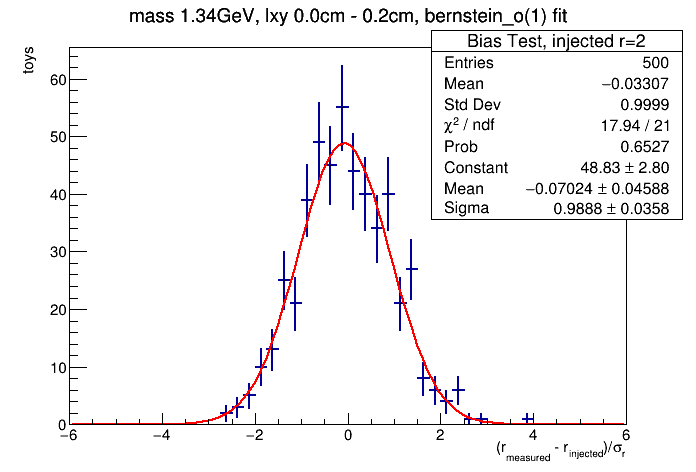 mass 1.34GeV, lxy 0.0cm - 0.2cm, bernstein_o(1) fit
toys
Bias Test, injected r=2
Entries 500
Mean −0.03307
Std Dev 0.9999
χ² / ndf 17.94 / 21
Prob 0.6527
Constant 48.83 ± 2.80
Mean −0.07024 ± 0.04588
Sigma 0.9888 ± 0.0358
60
50
40
30
20
10
0
−6 −4 −2 0 2 4 6
(r_measured - r_injected)/σ_r